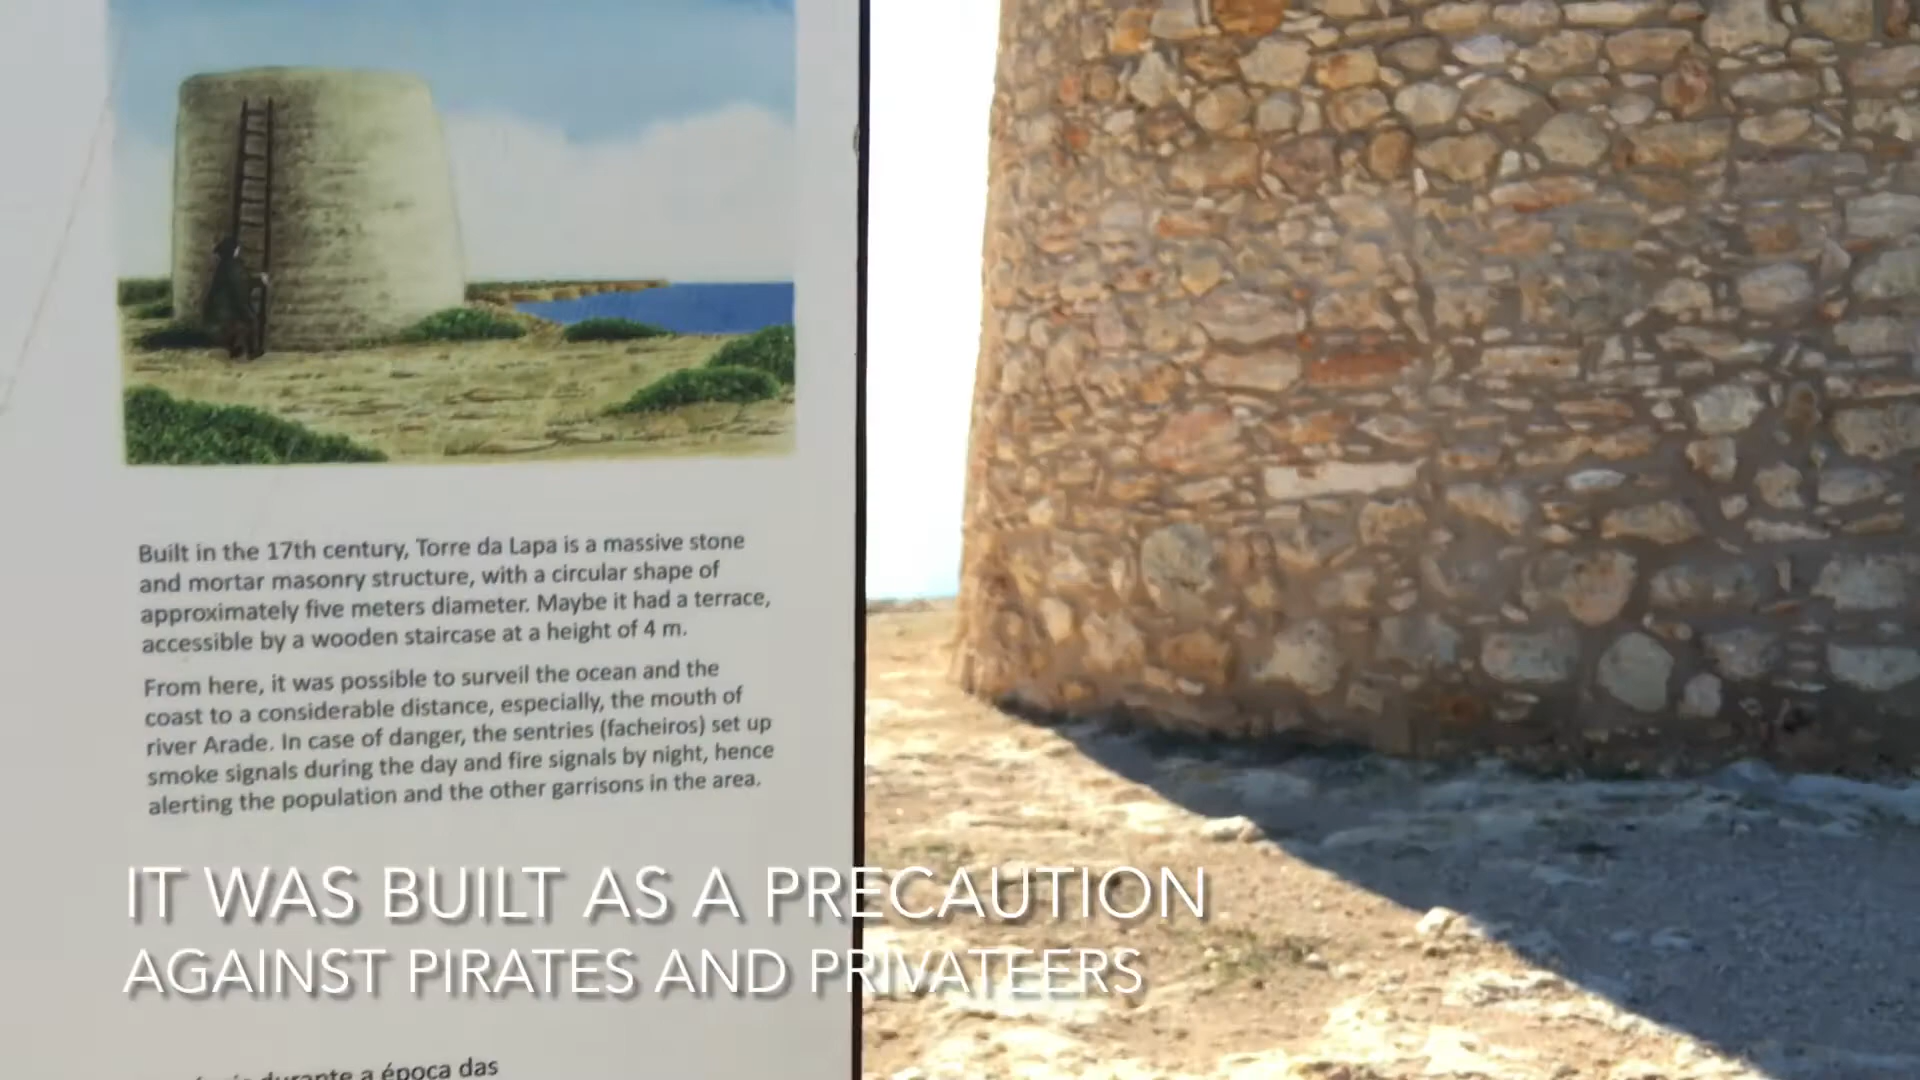 Built in the 17th century, Torre da Lapa is a massive stone
and mortar masonry structure, with a circular shape of
approximately five meters diameter. Maybe it had a terrace,
accessible by a wooden staircase at a height of 4 m.
From here, it was possible to surveil the ocean and the
coast to a considerable distance, especially, the mouth of
river Arade. In case of danger, the sentries (facheiros) set up
smoke signals during the day and fire signals by night, hence
alerting the population and the other garrisons in the area.
IT WAS BUILT AS A PRECAUTION
AGAINST PIRATES AND PRIVATEERS
durante a época das